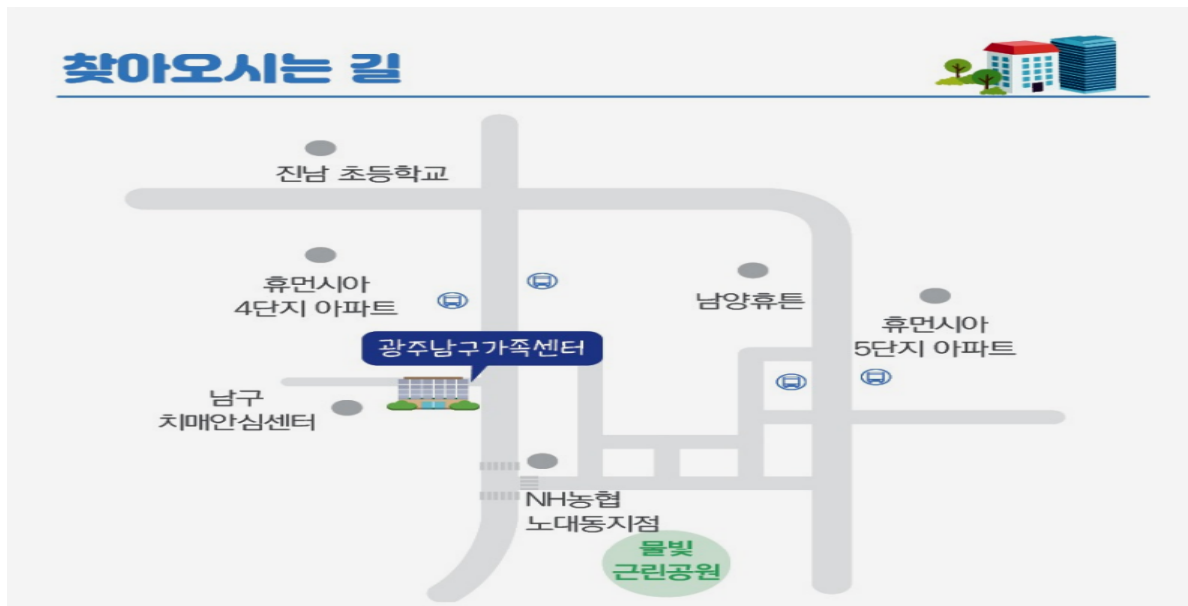 찾아오시는 길
진남 초등학교
휴먼시아
4단지 아파트
남양휴튼
휴먼시아
5단지 아파트
광주남구가족센터
남구
치매안심센터
NH농협
노대동지점
물빛
근린공원